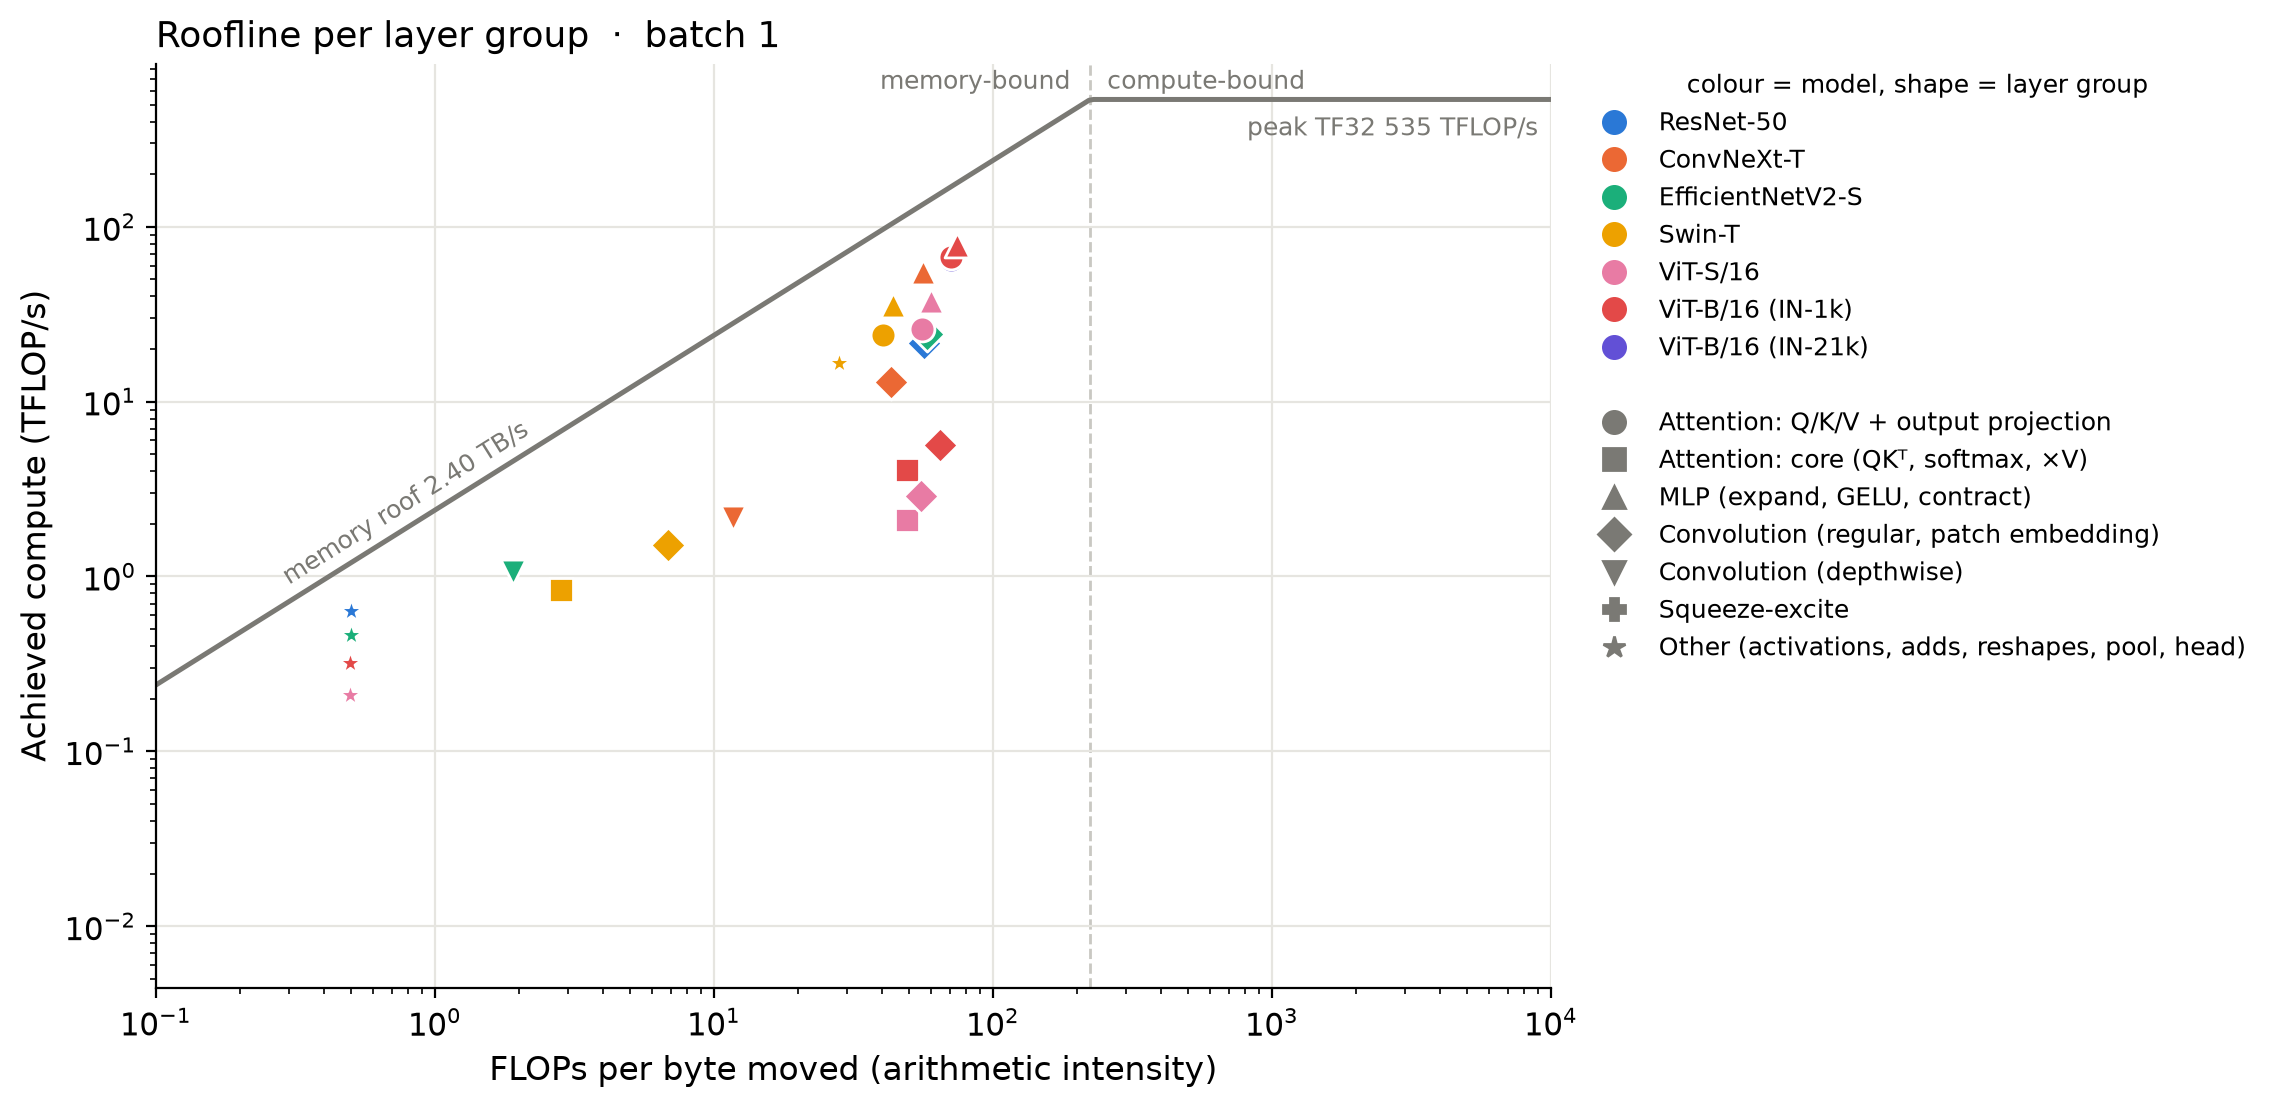 Roofline per layer group · batch 1
memory-bound
compute-bound
peak TF32 535 TFLOP/s
memory roof 2.40 TB/s
Achieved compute (TFLOP/s)
10²
10¹
10⁰
10⁻¹
10⁻²
10⁻¹
10⁰
10¹
10²
10³
10⁴
FLOPs per byte moved (arithmetic intensity)
colour = model, shape = layer group
ResNet-50
ConvNeXt-T
EfficientNetV2-S
Swin-T
ViT-S/16
ViT-B/16 (IN-1k)
ViT-B/16 (IN-21k)
Attention: Q/K/V + output projection
Attention: core (QKᵀ, softmax, ×V)
MLP (expand, GELU, contract)
Convolution (regular, patch embedding)
Convolution (depthwise)
Squeeze-excite
Other (activations, adds, reshapes, pool, head)